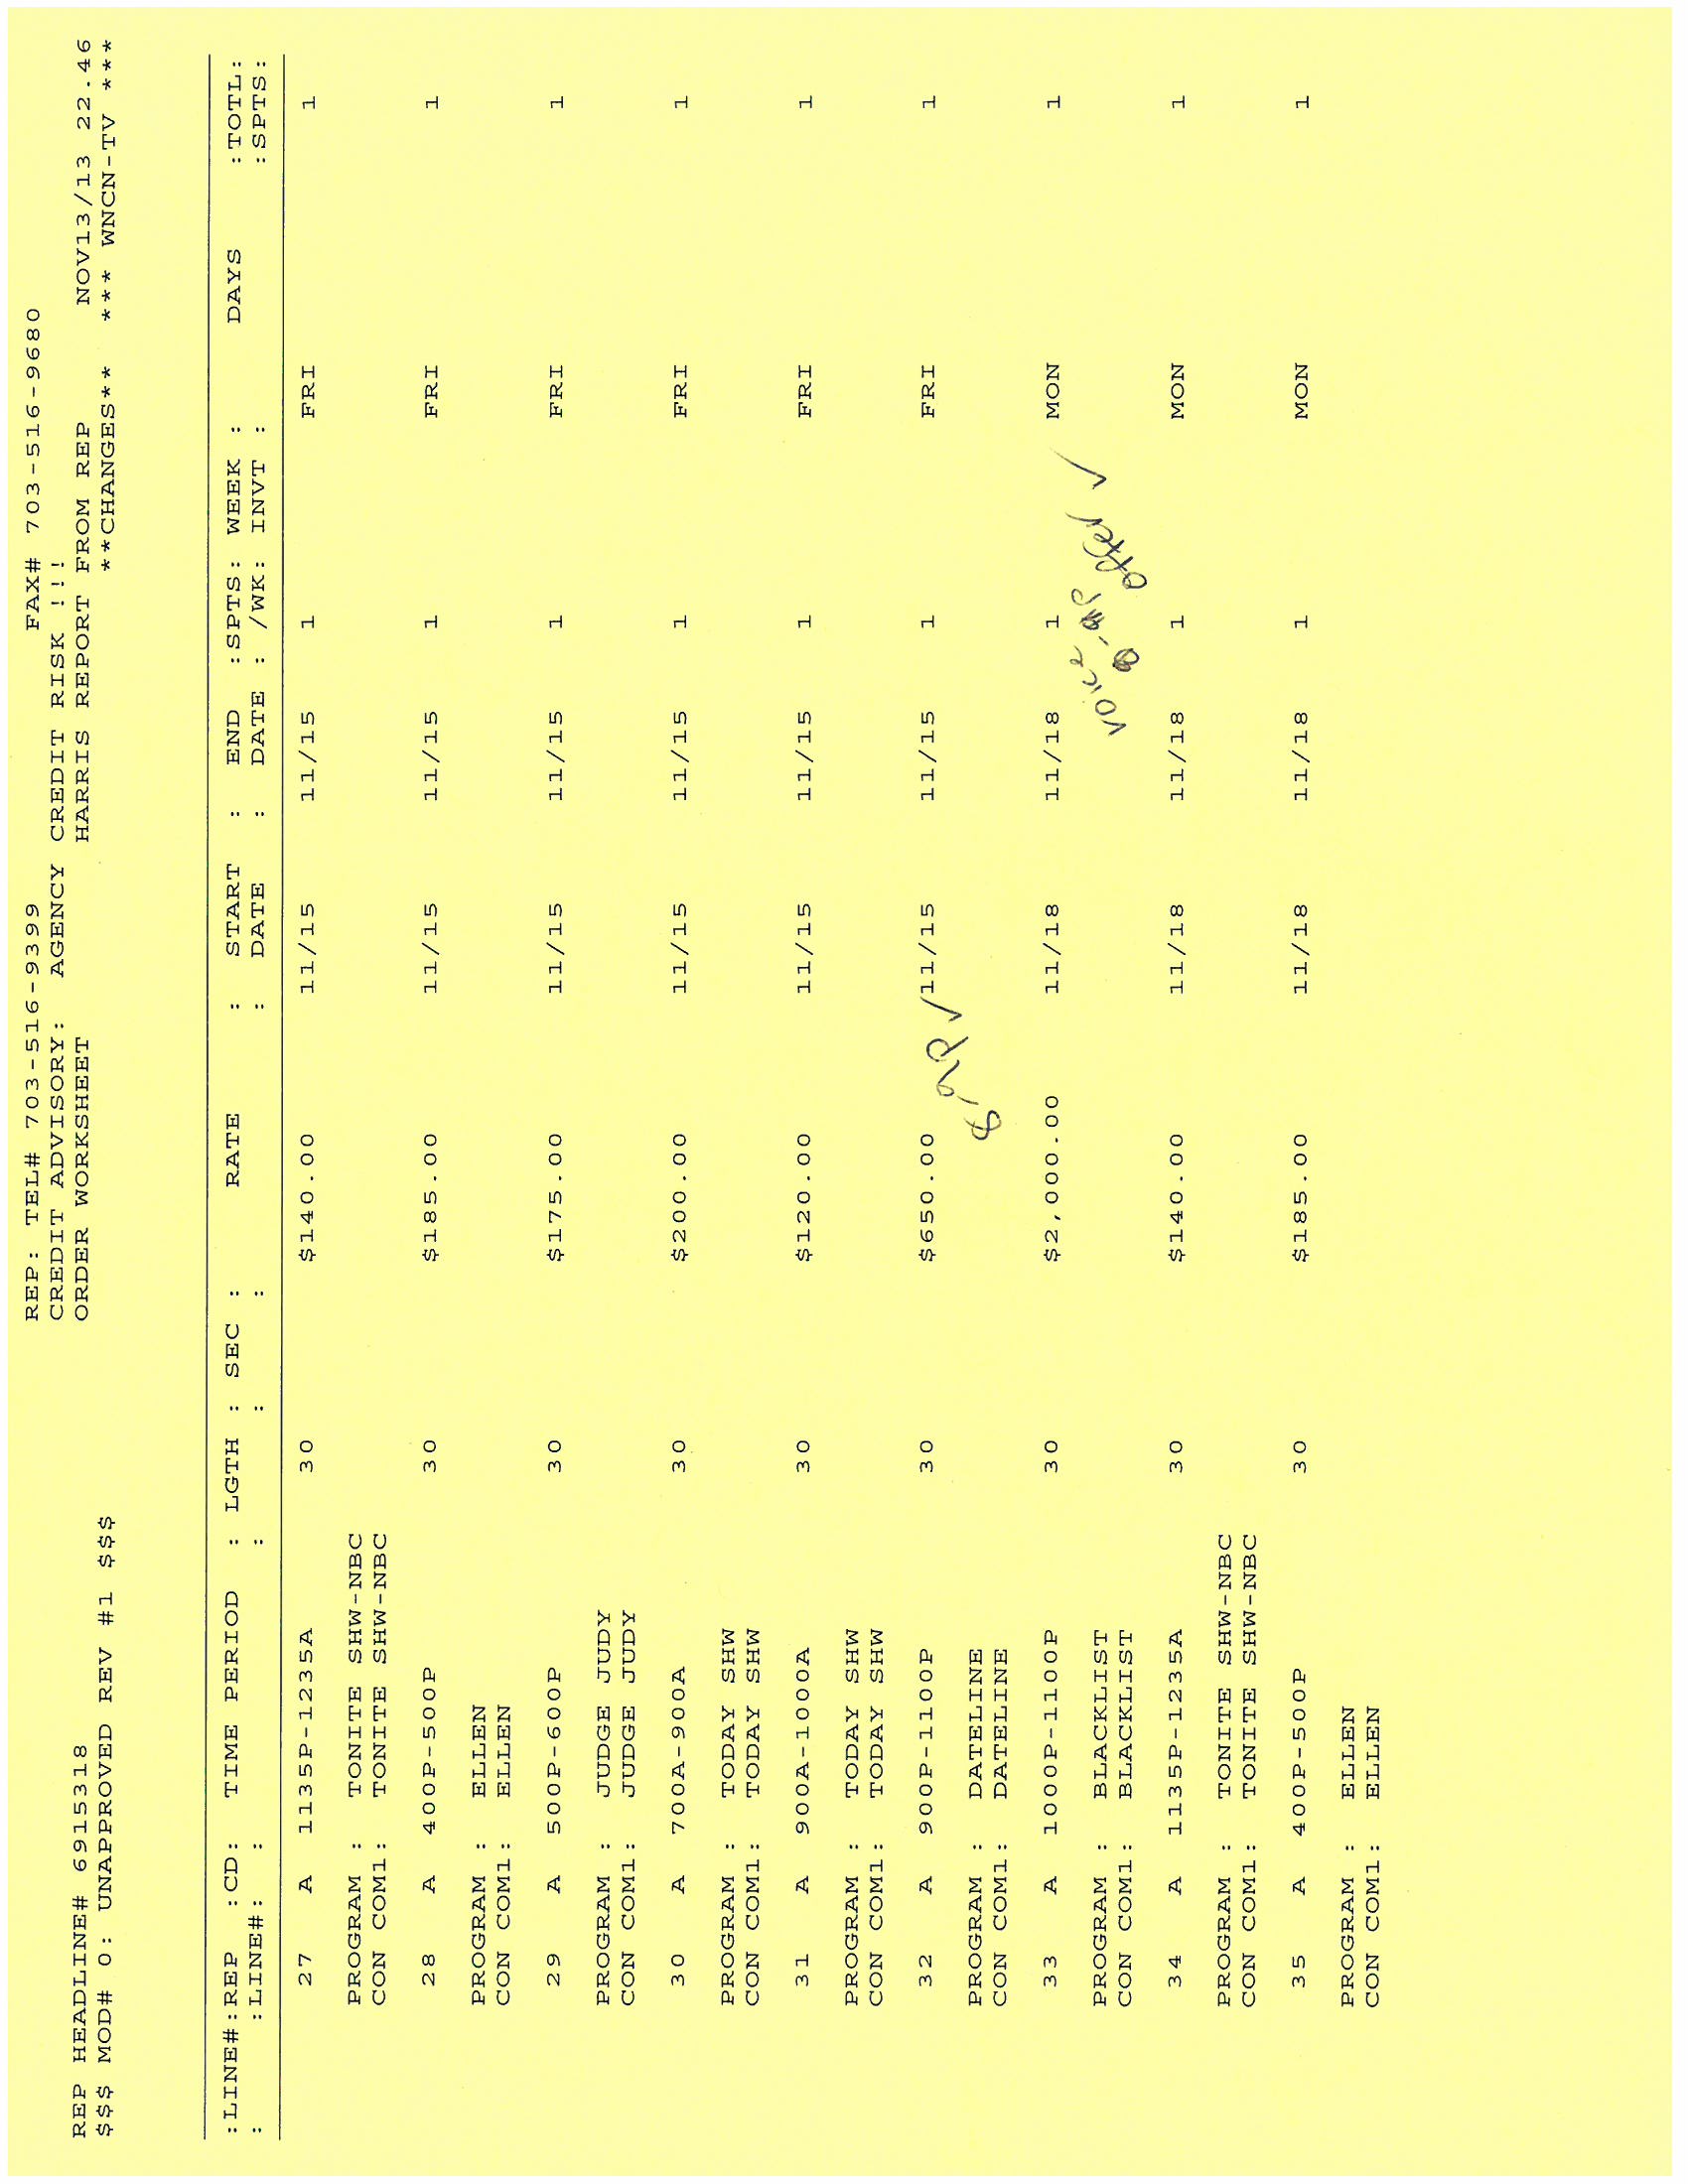 REP: TEL# 703-516-9399 FAX# 703-516-9680
CREDIT ADVISORY: AGENCY CREDIT RISK !!!
REP HEADLINE# 6915318 ORDER WORKSHEET HARRIS REPORT FROM REP NOV13/13 22.46
$$$ MOD# 0: UNAPPROVED REV #1 $$$ **CHANGES** *** WNCN-TV ***
:LINE#:REP :CD: TIME PERIOD : LGTH : SEC : RATE : START : END :SPTS: WEEK : DAYS :TOTL:
: :LINE#: : : : : : DATE : DATE : /WK: INVT : :SPTS:
27 A 1135P-1235A 30 $140.00 11/15 11/15 1 FRI 1
PROGRAM : TONITE SHW-NBC
CON COM1: TONITE SHW-NBC
28 A 400P-500P 30 $185.00 11/15 11/15 1 FRI 1
PROGRAM : ELLEN
CON COM1: ELLEN
29 A 500P-600P 30 $175.00 11/15 11/15 1 FRI 1
PROGRAM : JUDGE JUDY
CON COM1: JUDGE JUDY
30 A 700A-900A 30 $200.00 11/15 11/15 1 FRI 1
PROGRAM : TODAY SHW
CON COM1: TODAY SHW
31 A 900A-1000A 30 $120.00 11/15 11/15 1 FRI 1
PROGRAM : TODAY SHW
CON COM1: TODAY SHW
32 A 900P-1100P 30 $650.00 11/15 11/15 1 FRI 1
PROGRAM : DATELINE
CON COM1: DATELINE
33 A 1000P-1100P 30 $2,000.00 11/18 11/18 1 MON 1
PROGRAM : BLACKLIST voice
CON COM1: BLACKLIST offer
34 A 1135P-1235A 30 $140.00 11/18 11/18 1 MON 1
PROGRAM : TONITE SHW-NBC
CON COM1: TONITE SHW-NBC
35 A 400P-500P 30 $185.00 11/18 11/18 1 MON 1
PROGRAM : ELLEN
CON COM1: ELLEN